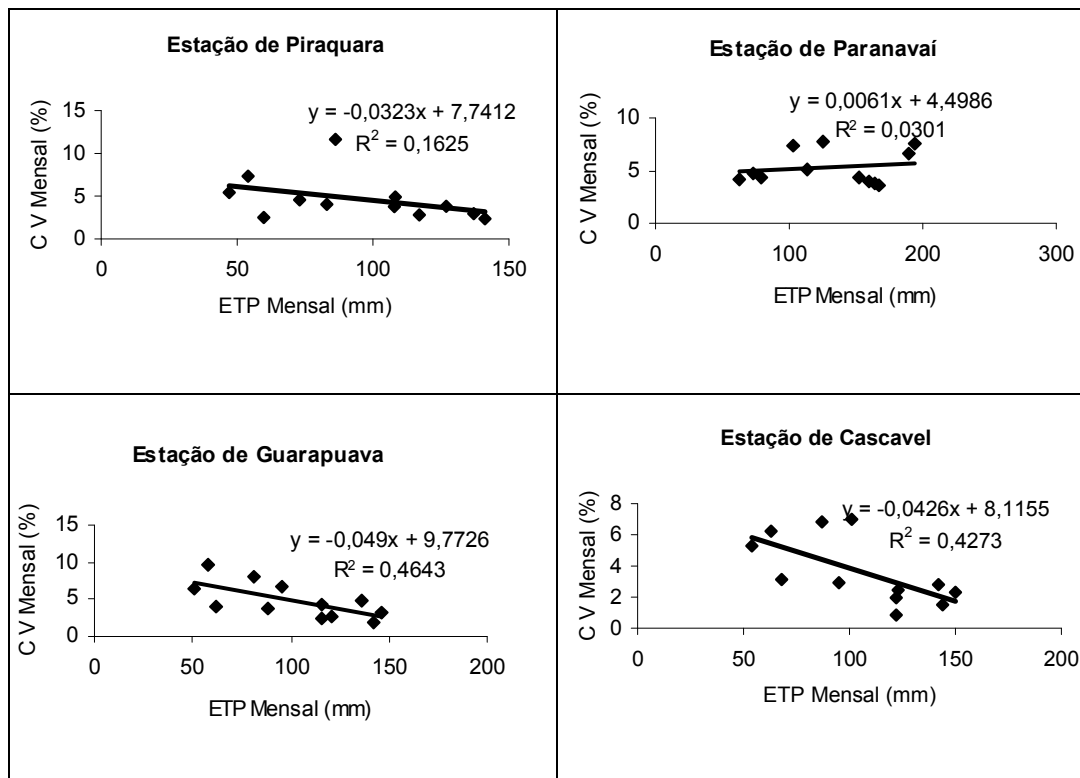 Estação de Piraquara
y = -0,0323x + 7,7412
R² = 0,1625
C V Mensal (%)
15
10
5
0
0 50 100 150
ETP Mensal (mm)
Estação de Paranavaí
y = 0,0061x + 4,4986
R² = 0,0301
C V Mensal (%)
10
5
0
0 100 200 300
ETP Mensal (mm)
Estação de Guarapuava
y = -0,049x + 9,7726
R² = 0,4643
C V Mensal (%)
15
10
5
0
0 50 100 150 200
ETP Mensal (mm)
Estação de Cascavel
y = -0,0426x + 8,1155
R² = 0,4273
C V Mensal (%)
8
6
4
2
0
0 50 100 150 200
ETP Mensal (mm)